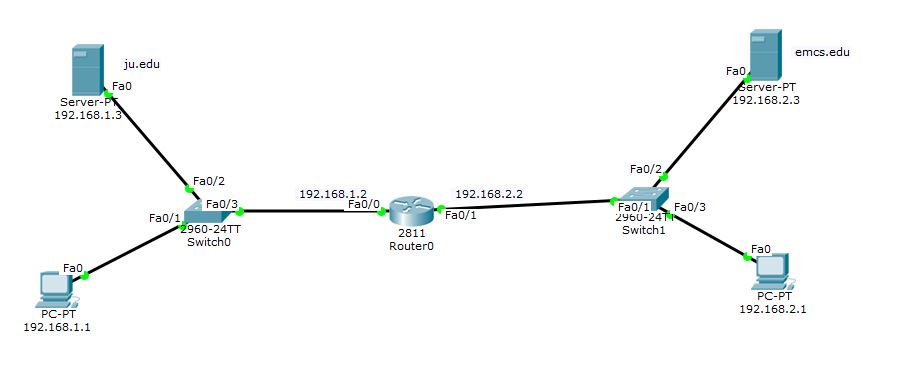 ju.edu
Fa0
Server-PT
192.168.1.3
emcs.edu
Fa0
Server-PT
192.168.2.3
Fa0/2
Fa0/3
Fa0/1
2960-24TT
Switch0
192.168.1.2
Fa0/0
192.168.2.2
Fa0/1
2811
Router0
Fa0/2
Fa0/1
Fa0/3
2960-24TT
Switch1
Fa0
PC-PT
192.168.1.1
Fa0
PC-PT
192.168.2.1